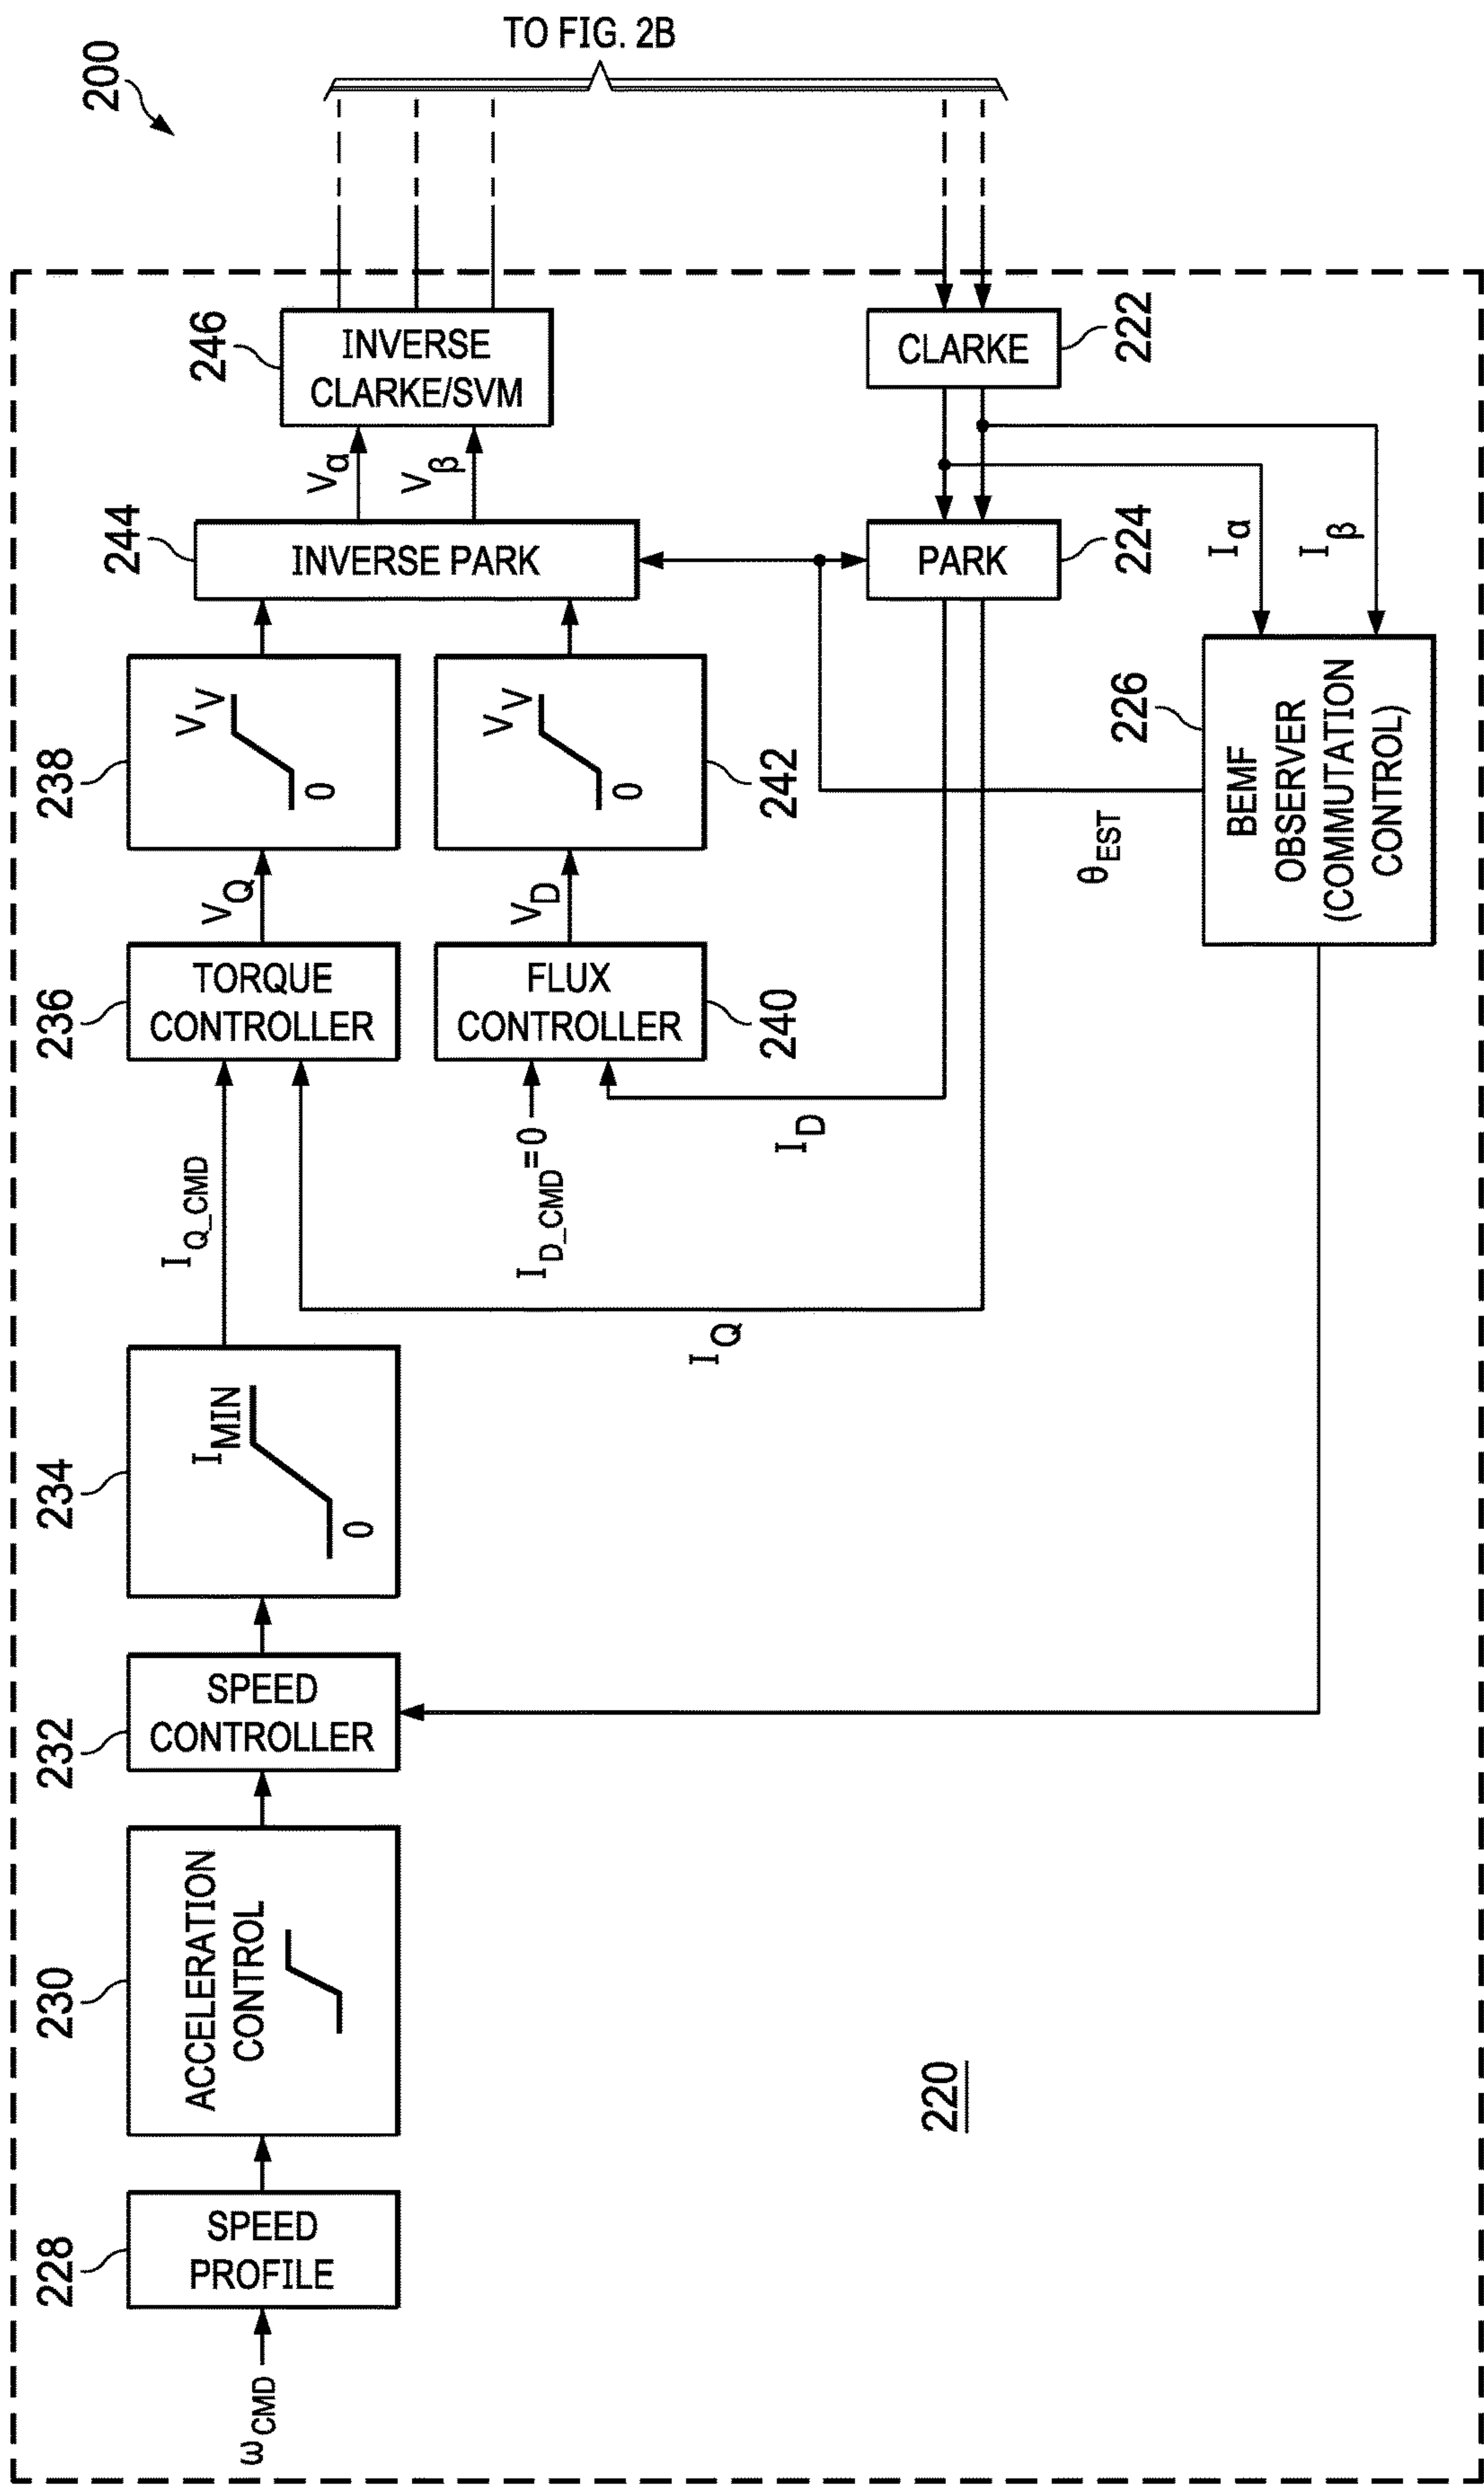 200
TO FIG. 2B
228
SPEED
PROFILE
ωCMD
230
ACCELERATION
CONTROL
232
SPEED
CONTROLLER
234
IMIN
0
IQ_CMD
236
TORQUE
CONTROLLER
VQ
238
VV
0
ID_CMD=0
FLUX
CONTROLLER
240
VD
VV
0
242
244
INVERSE PARK
Vα
Vβ
246
INVERSE
CLARKE/SVM
IQ
ID
PARK
224
CLARKE
222
Iα
Iβ
θEST
226
BEMF
OBSERVER
(COMMUTATION
CONTROL)
220